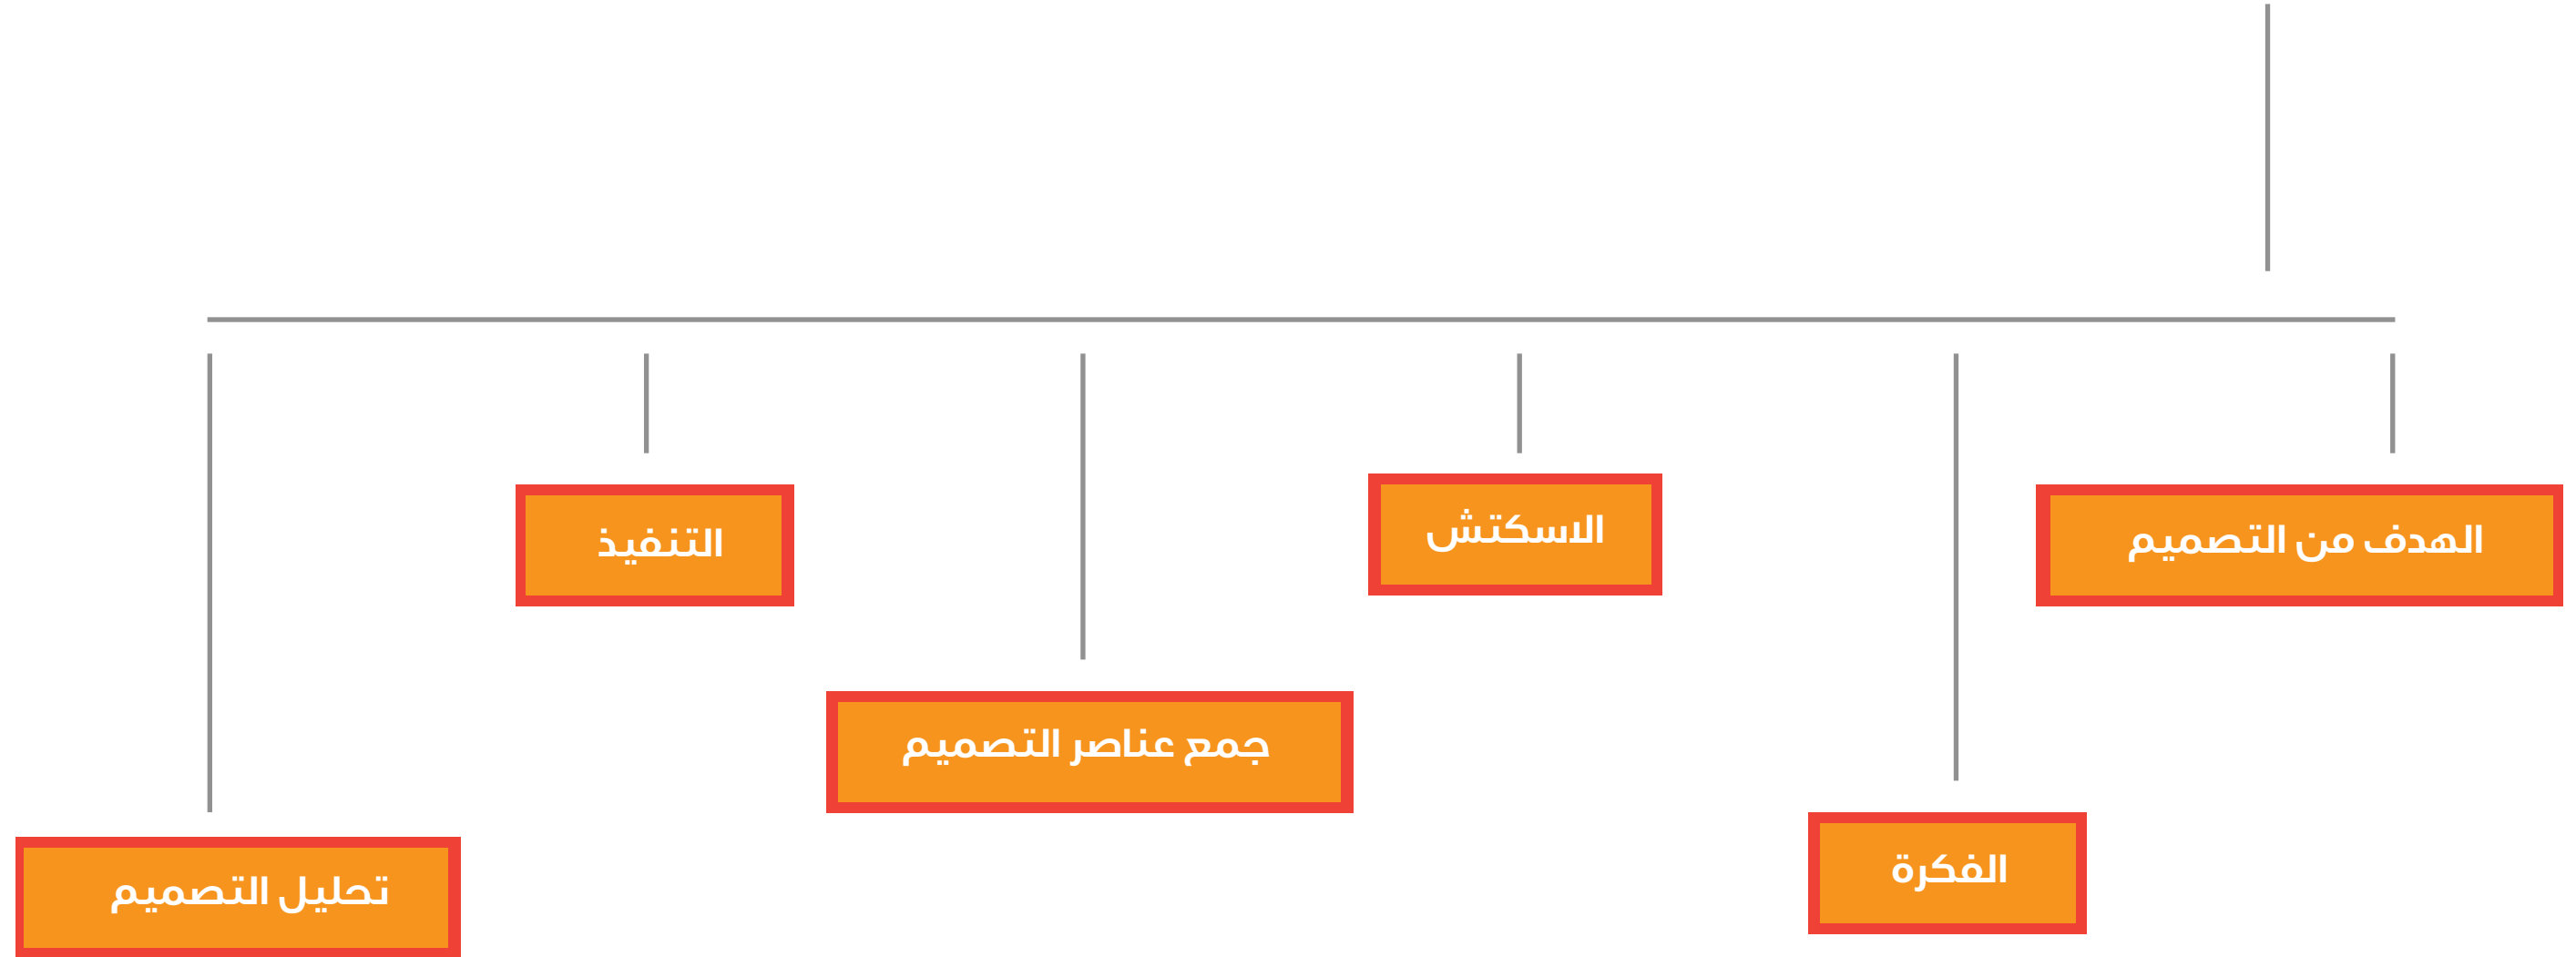 الهدف من التصميم
الفكرة
الاسكتش
جمع عناصر التصميم
التنفيذ
تحليل التصميم